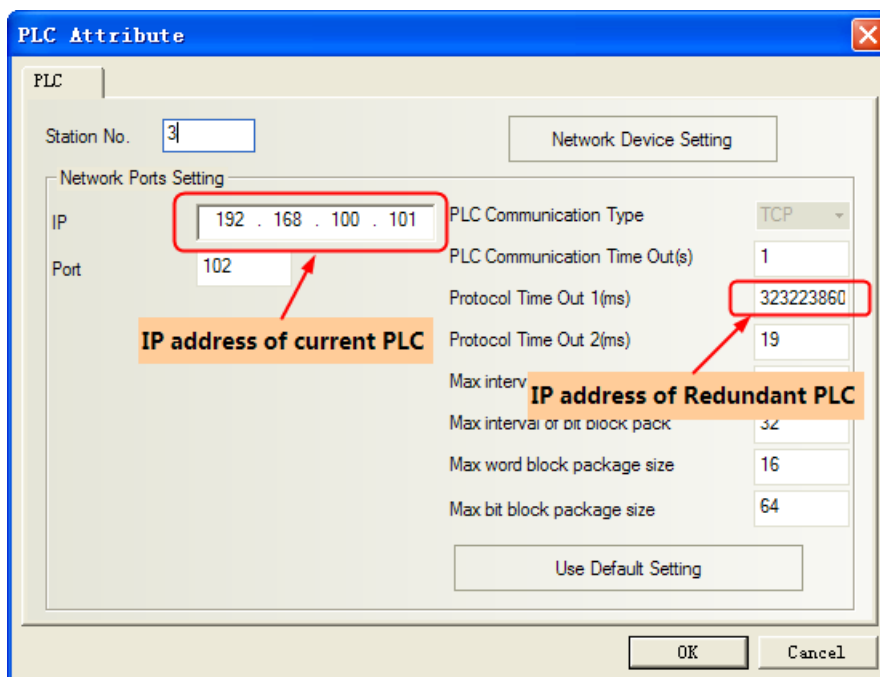 PLC Attribute
PLC
Station No. 3
Network Device Setting
Network Ports Setting
IP 192 . 168 . 100 . 101
Port 102
PLC Communication Type TCP
PLC Communication Time Out(s) 1
Protocol Time Out 1(ms) 323223860
IP address of current PLC
Protocol Time Out 2(ms) 19
Max interv
IP address of Redundant PLC
Max interval of bit block pack 32
Max word block package size 16
Max bit block package size 64
Use Default Setting
OK
Cancel